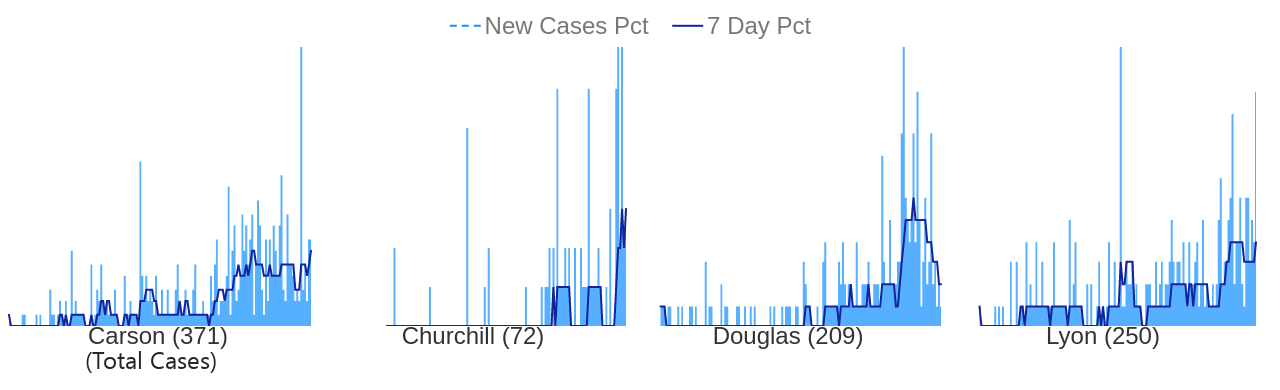 New Cases Pct 7 Day Pct
Carson (371) Churchill (72) Douglas (209) Lyon (250)
(Total Cases)